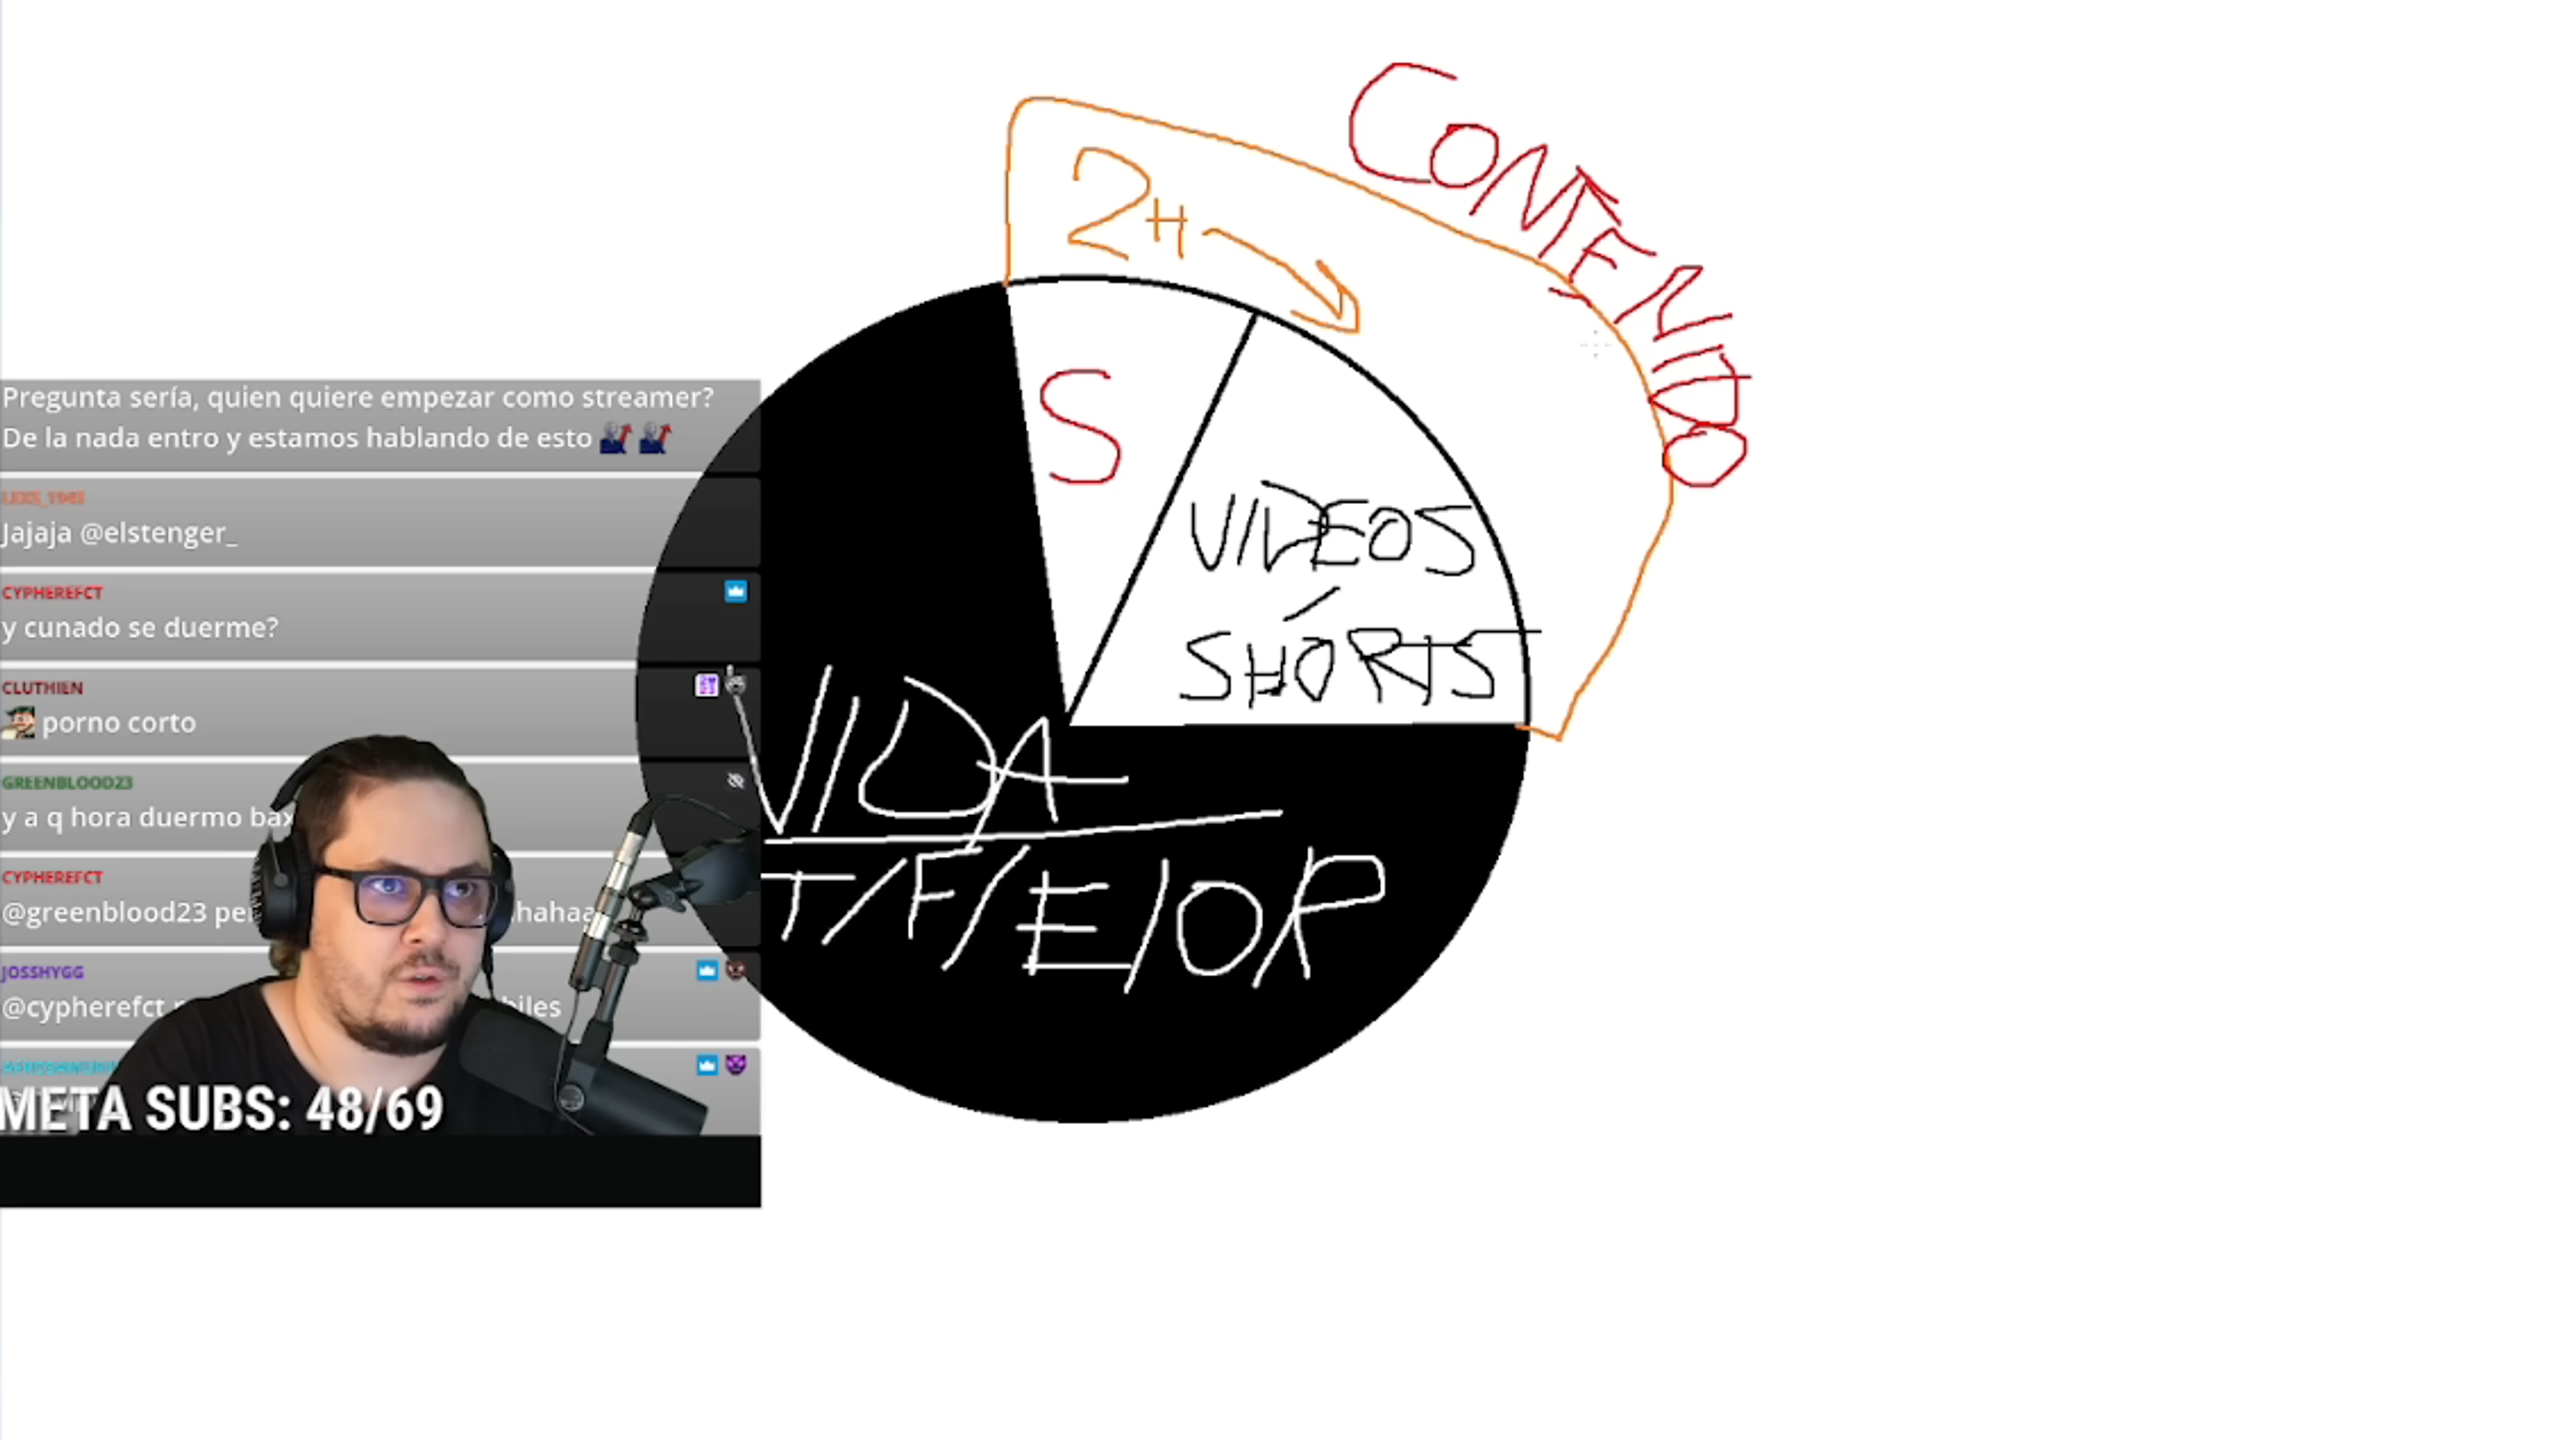 Pregunta sería, quien quiere empezar como streamer?
De la nada entro y estamos hablando de esto
Jajaja @elstenger_
CYPHEREFCT
y cunado se duerme?
CLUTHIEN
porno corto
GREENBLOOD23
y a q hora duermo
CYPHEREFCT
@greenblood23
JOSSHYGG
@cypherefct
META SUBS: 48/69
CONTENIDO
2H
S
VIDEOS
/
SHORTS
VIDA
T/F/E/OP